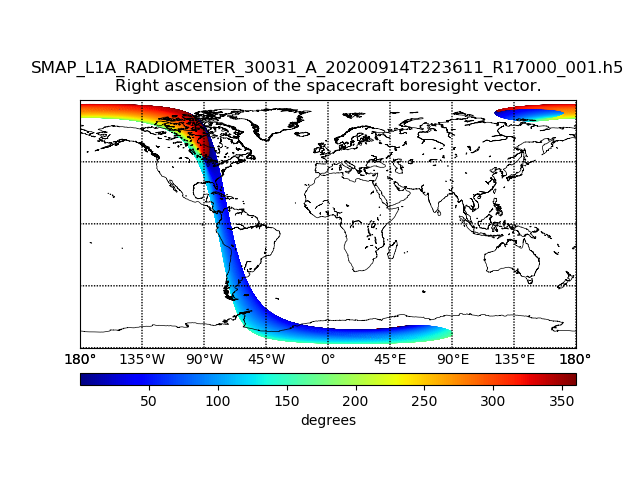 SMAP_L1A_RADIOMETER_30031_A_20200914T223611_R17000_001.h5
Right ascension of the spacecraft boresight vector.
180° 135°W 90°W 45°W 0° 45°E 90°E 135°E 180°
50 100 150 200 250 300 350
degrees